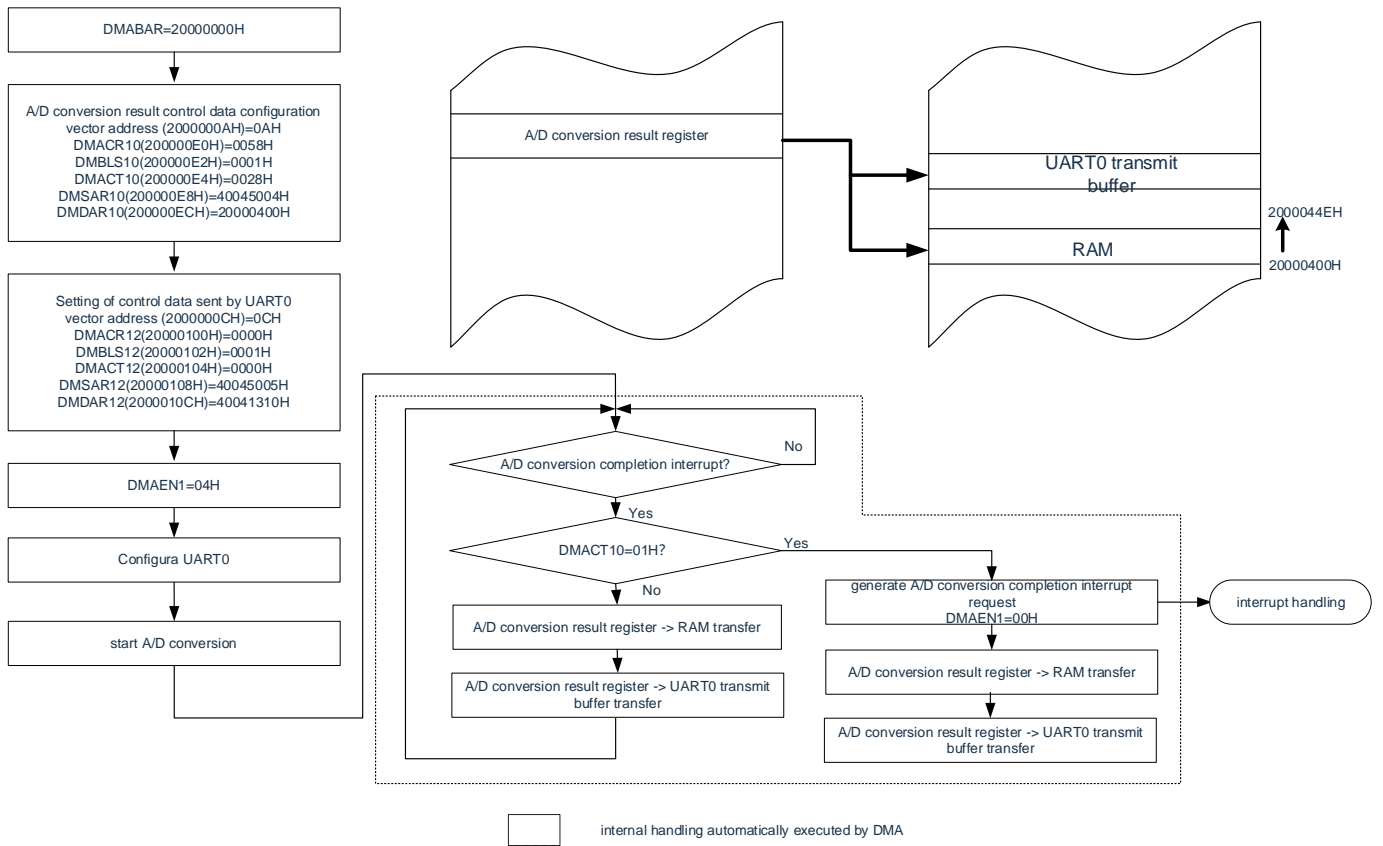 DMABAR=20000000H
A/D conversion result control data configuration
vector address (2000000AH)=0AH
DMACR10(200000E0H)=0058H
DMBLS10(200000E2H)=0001H
DMACT10(200000E4H)=0028H
DMSAR10(200000E8H)=40045004H
DMDAR10(200000ECH)=20000400H
Setting of control data sent by UART0
vector address (2000000CH)=0CH
DMACR12(20000100H)=0000H
DMBLS12(20000102H)=0001H
DMACT12(20000104H)=0000H
DMSAR12(20000108H)=40045005H
DMDAR12(2000010CH)=40041310H
DMAEN1=04H
Configura UART0
start A/D conversion
A/D conversion result register
UART0 transmit
buffer
2000044EH
RAM
20000400H
A/D conversion completion interrupt?
No
Yes
DMACT10=01H?
Yes
No
A/D conversion result register -> RAM transfer
A/D conversion result register -> UART0 transmit
buffer transfer
generate A/D conversion completion interrupt
request
DMAEN1=00H
interrupt handling
A/D conversion result register -> RAM transfer
A/D conversion result register -> UART0 transmit
buffer transfer
internal handling automatically executed by DMA